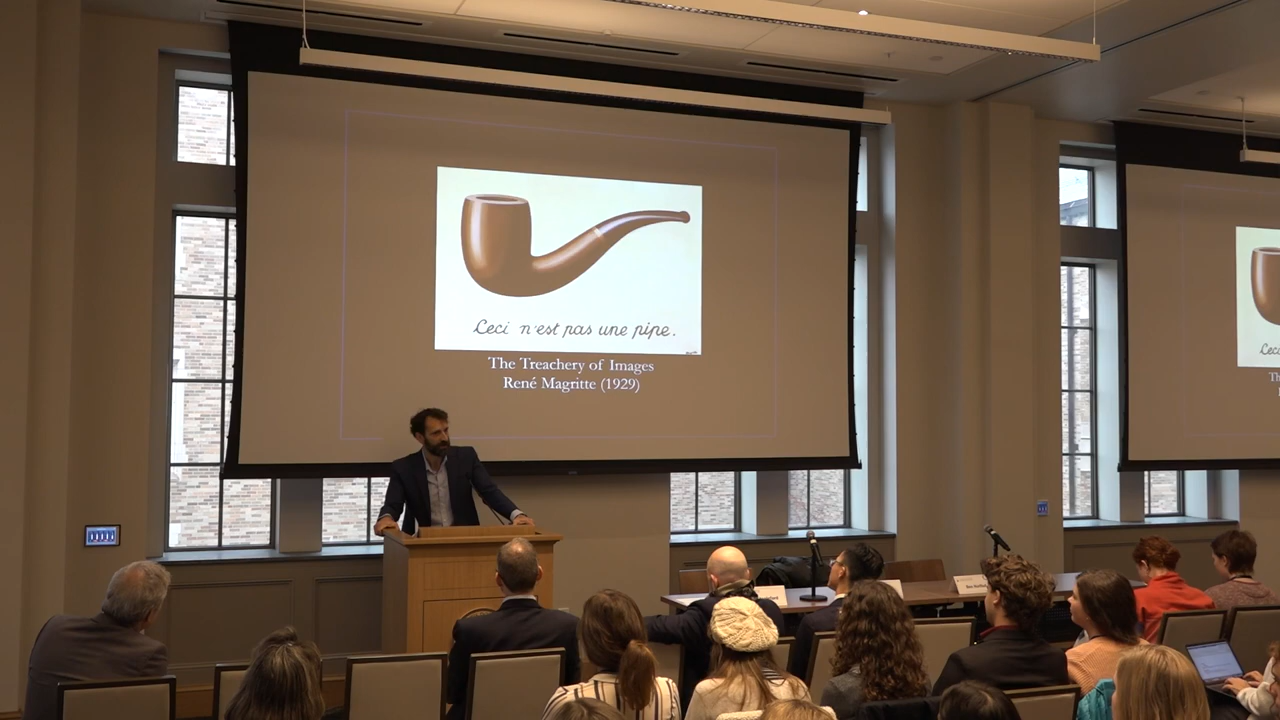 Ceci n'est pas une pipe.
The Treachery of Images
René Magritte (1929)